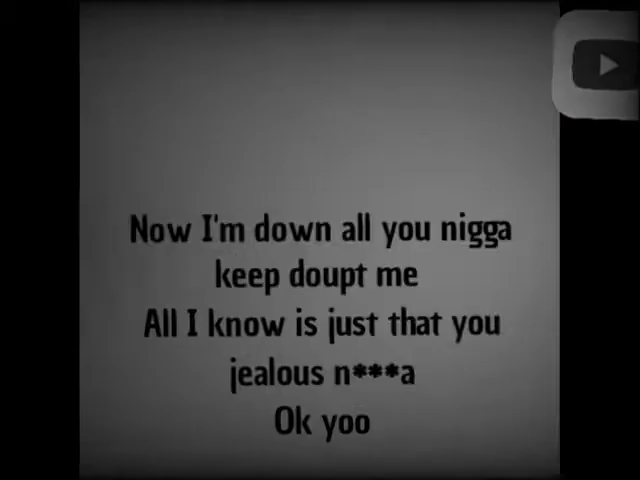 Now I'm down all you nigga
keep doupt me
All I know is just that you
jealous n***a
Ok yoo